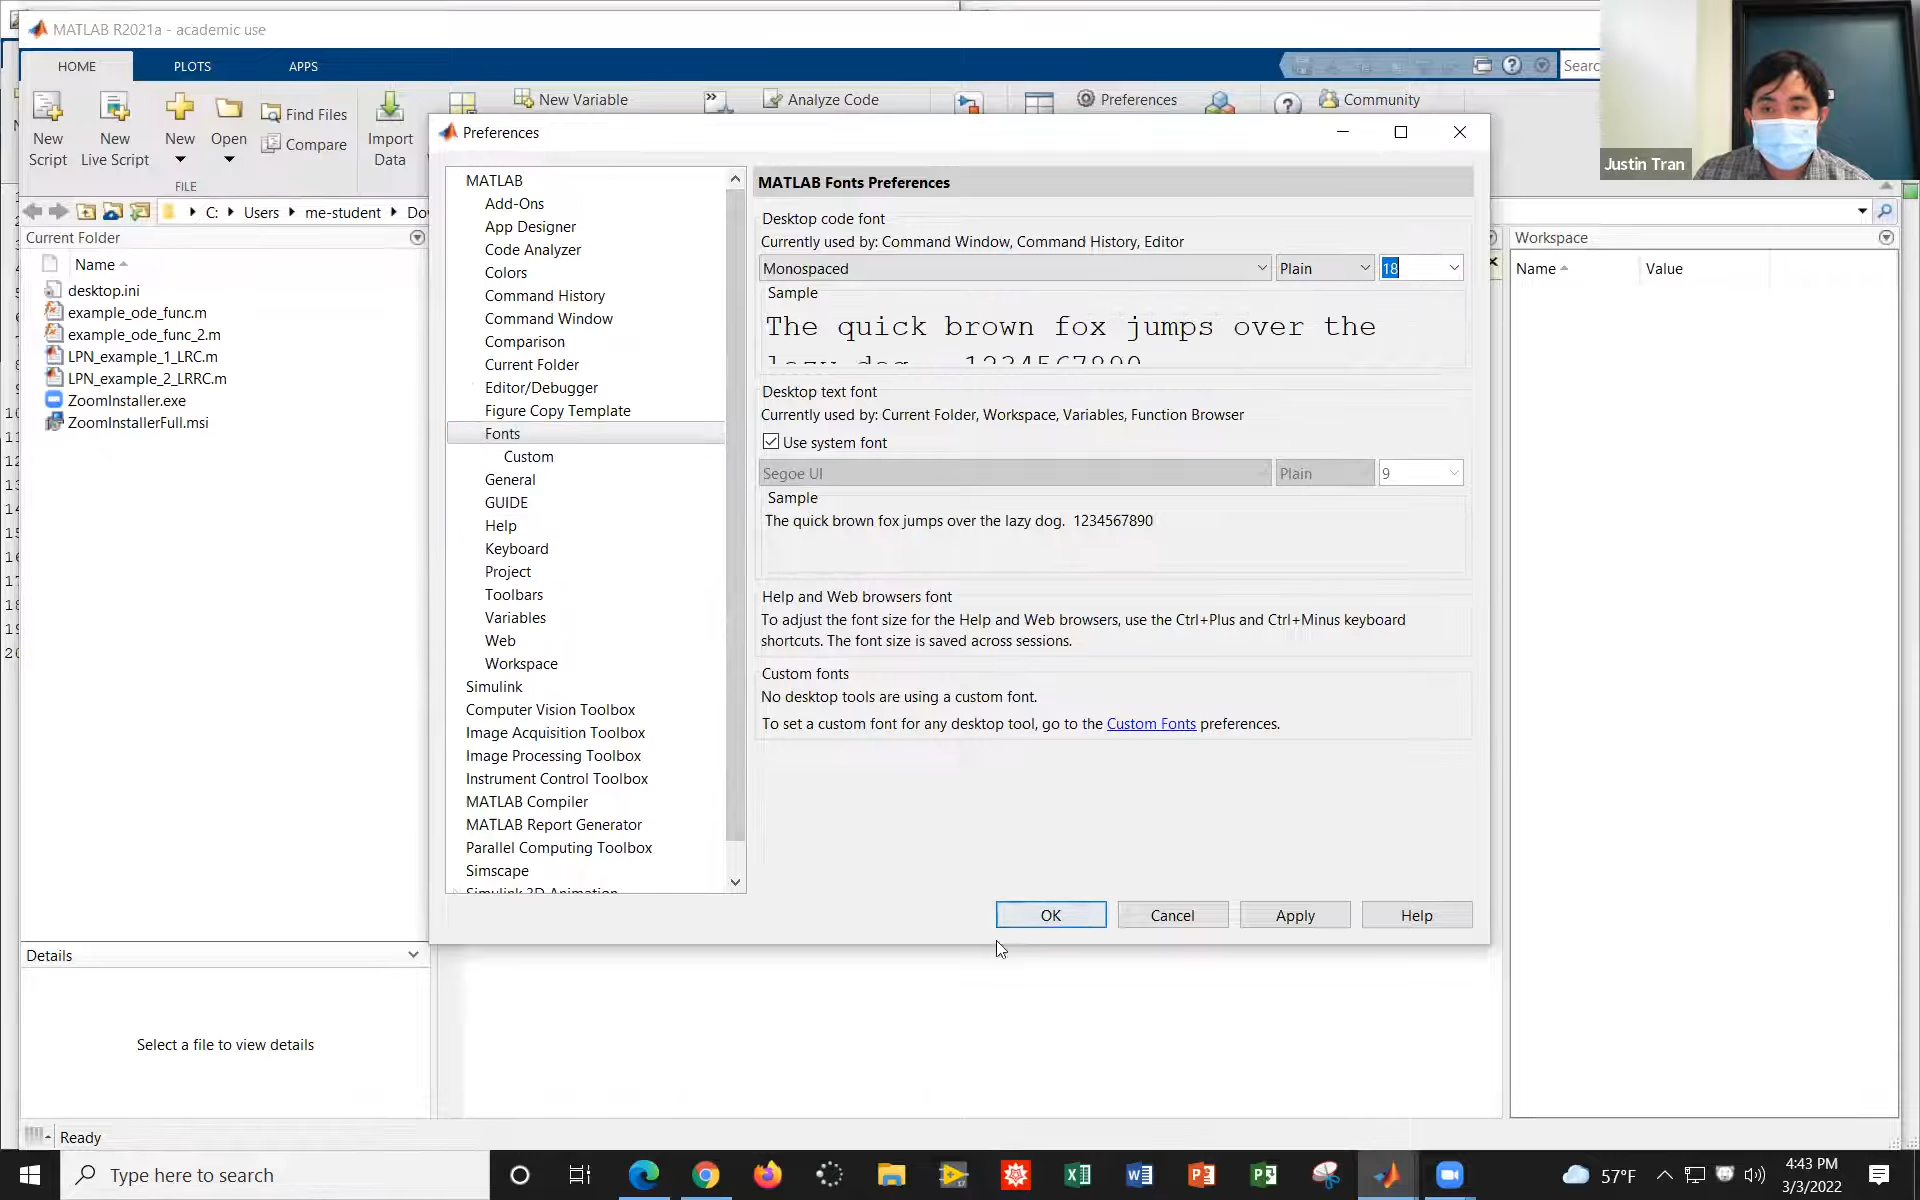 MATLAB R2021a - academic use
HOME
PLOTS
APPS
New Script
New Live Script
New
Open
Find Files
Compare
Import Data
FILE
New Variable
Analyze Code
Preferences
Community
Justin Tran
C:
Users
me-student
Current Folder
Name
desktop.ini
example_ode_func.m
example_ode_func_2.m
LPN_example_1_LRC.m
LPN_example_2_LRRC.m
ZoomInstaller.exe
ZoomInstallerFull.msi
Details
Select a file to view details
Ready
Preferences
MATLAB
Add-Ons
App Designer
Code Analyzer
Colors
Command History
Command Window
Comparison
Current Folder
Editor/Debugger
Figure Copy Template
Fonts
Custom
General
GUIDE
Help
Keyboard
Project
Toolbars
Variables
Web
Workspace
Simulink
Computer Vision Toolbox
Image Acquisition Toolbox
Image Processing Toolbox
Instrument Control Toolbox
MATLAB Compiler
MATLAB Report Generator
Parallel Computing Toolbox
Simscape
Simulink 3D Animation
MATLAB Fonts Preferences
Desktop code font
Currently used by: Command Window, Command History, Editor
Monospaced
Plain
18
Sample
The quick brown fox jumps over the
lazy dog. 1234567890
Desktop text font
Currently used by: Current Folder, Workspace, Variables, Function Browser
Use system font
Segoe UI
Plain
9
Sample
The quick brown fox jumps over the lazy dog. 1234567890
Help and Web browsers font
To adjust the font size for the Help and Web browsers, use the Ctrl+Plus and Ctrl+Minus keyboard
shortcuts. The font size is saved across sessions.
Custom fonts
No desktop tools are using a custom font.
To set a custom font for any desktop tool, go to the Custom Fonts preferences.
OK
Cancel
Apply
Help
Workspace
Name
Value
Type here to search
57°F
4:43 PM
3/3/2022